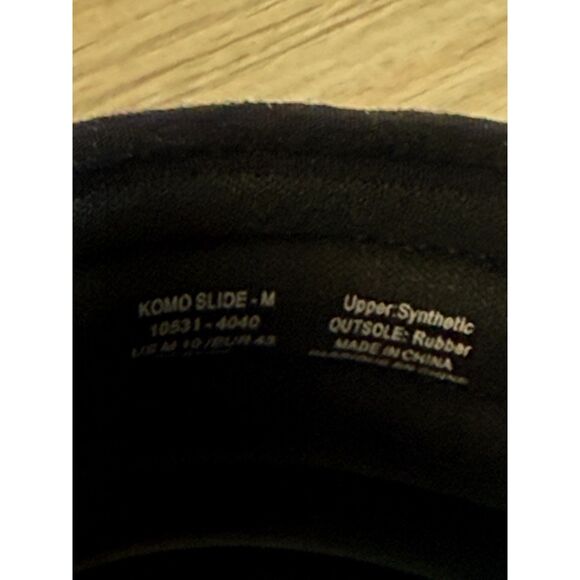 KOMO SLIDE - M
10531 - 4040
US M 10 / EUR 43
Upper: Synthetic
OUTSOLE: Rubber
MADE IN CHINA